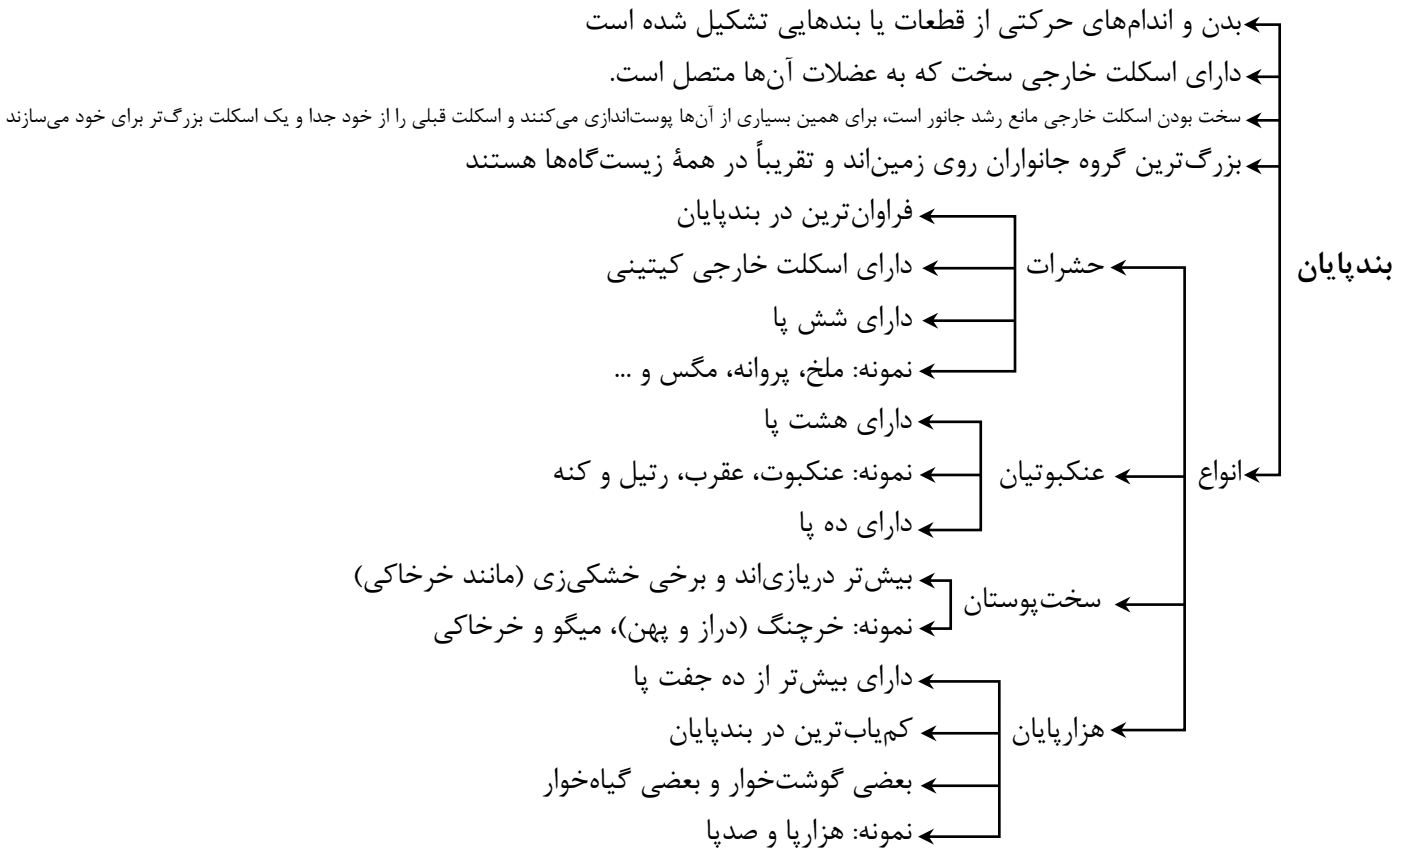 بدن و اندام‌های حرکتی از قطعات یا بندهایی تشکیل شده است
دارای اسکلت خارجی سخت که به عضلات آن‌ها متصل است.
سخت بودن اسکلت خارجی مانع رشد جانور است، برای همین بسیاری از آن‌ها پوست‌اندازی می‌کنند و اسکلت قبلی را از خود جدا و یک اسکلت بزرگ‌تر برای خود می‌سازند
بزرگ‌ترین گروه جانواران روی زمین‌اند و تقریباً در همهٔ زیست‌گاه‌ها هستند
بندپایان
انواع
حشرات
فراوان‌ترین در بندپایان
دارای اسکلت خارجی کیتینی
دارای شش پا
نمونه: ملخ، پروانه، مگس و ...
عنکبوتیان
دارای هشت پا
نمونه: عنکبوت، عقرب، رتیل و کنه
دارای ده پا
سخت‌پوستان
بیش‌تر دریازی‌اند و برخی خشکی‌زی (مانند خرخاکی)
نمونه: خرچنگ (دراز و پهن)، میگو و خرخاکی
هزارپایان
دارای بیش‌تر از ده جفت پا
کم‌یاب‌ترین در بندپایان
بعضی گوشت‌خوار و بعضی گیاه‌خوار
نمونه: هزارپا و صدپا